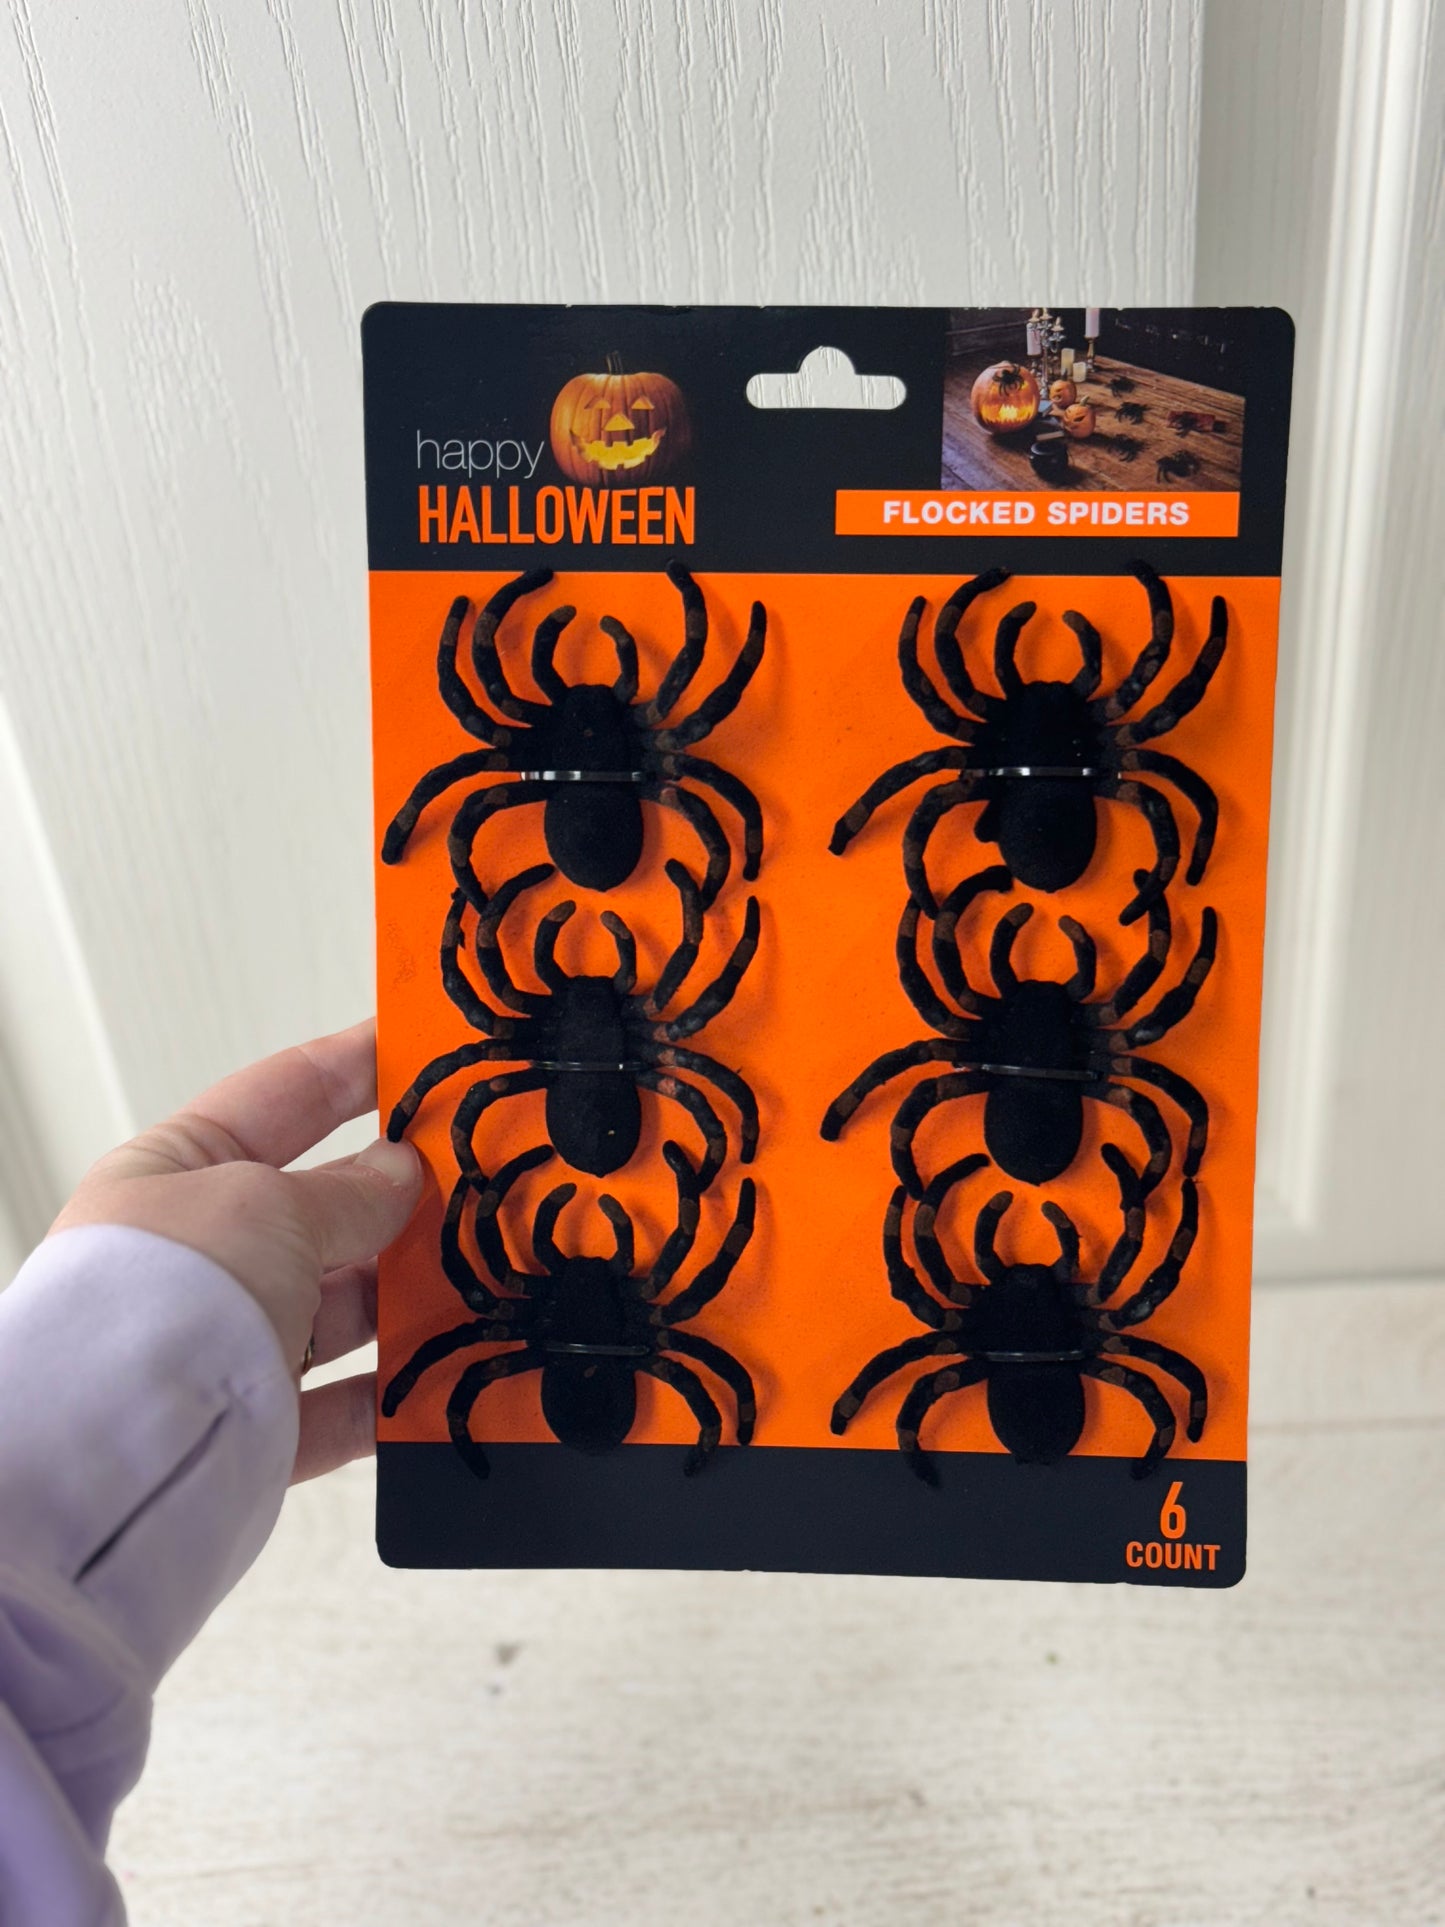 happy
HALLOWEEN
FLOCKED SPIDERS
6
COUNT